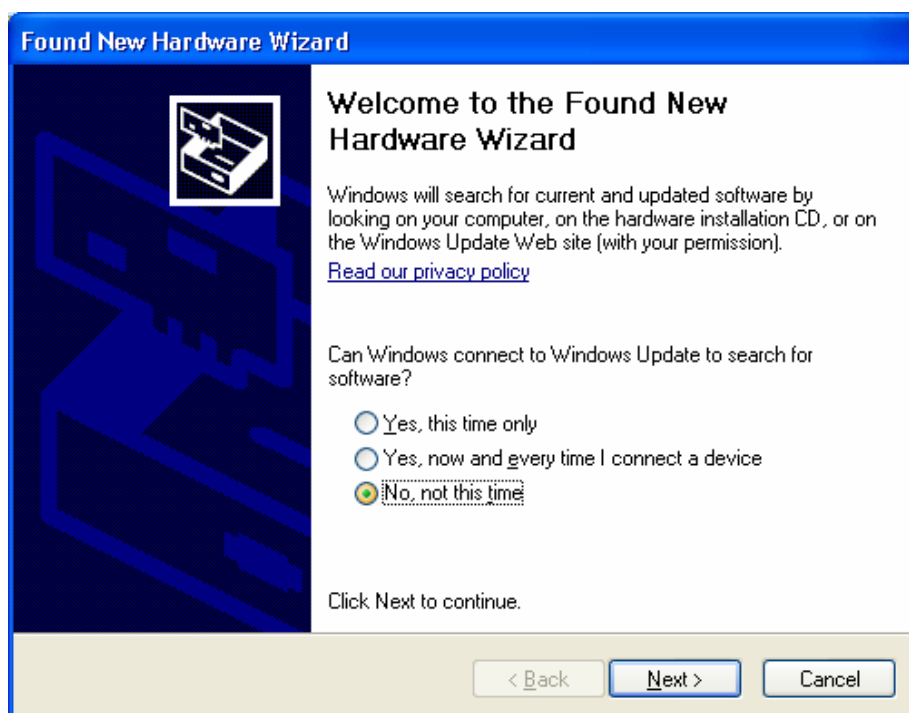 Found New Hardware Wizard
Welcome to the Found New
Hardware Wizard
Windows will search for current and updated software by
looking on your computer, on the hardware installation CD, or on
the Windows Update Web site (with your permission).
Read our privacy policy
Can Windows connect to Windows Update to search for
software?
Yes, this time only
Yes, now and every time I connect a device
No, not this time
Click Next to continue.
< Back
Next >
Cancel